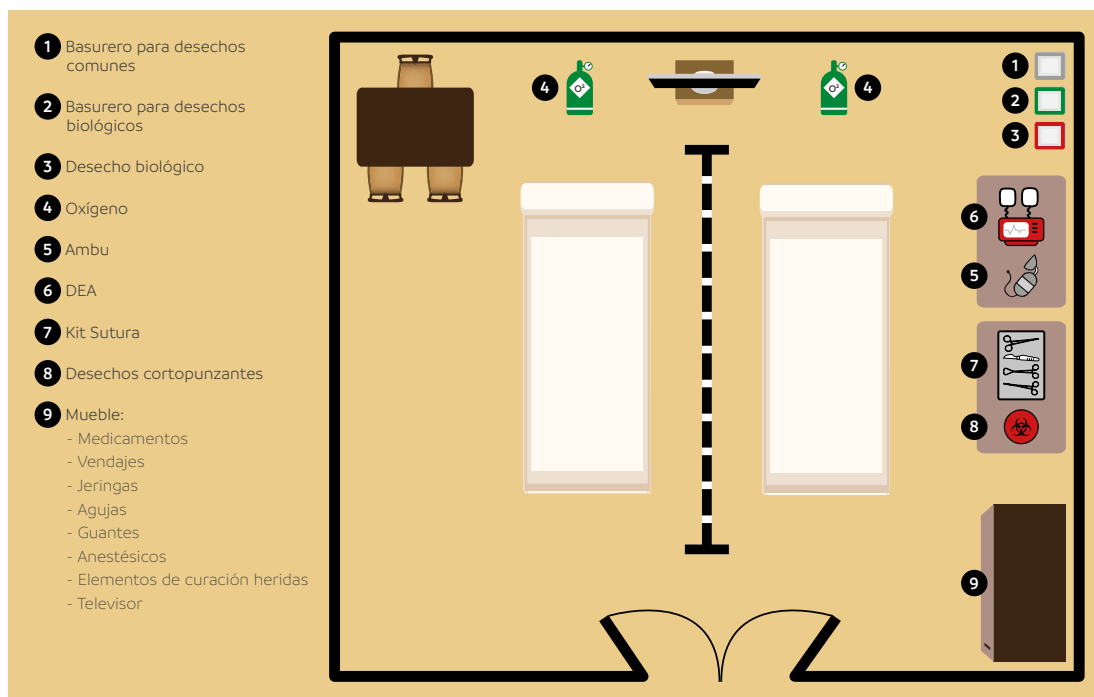 1 Basurero para desechos
comunes
2 Basurero para desechos
biológicos
3 Desecho biológico
4 Oxígeno
5 Ambu
6 DEA
7 Kit Sutura
8 Desechos cortopunzantes
9 Mueble:
- Medicamentos
- Vendajes
- Jeringas
- Agujas
- Guantes
- Anestésicos
- Elementos de curación heridas
- Televisor
4 O² O² 4
1
2
3
6
5
7
8
9